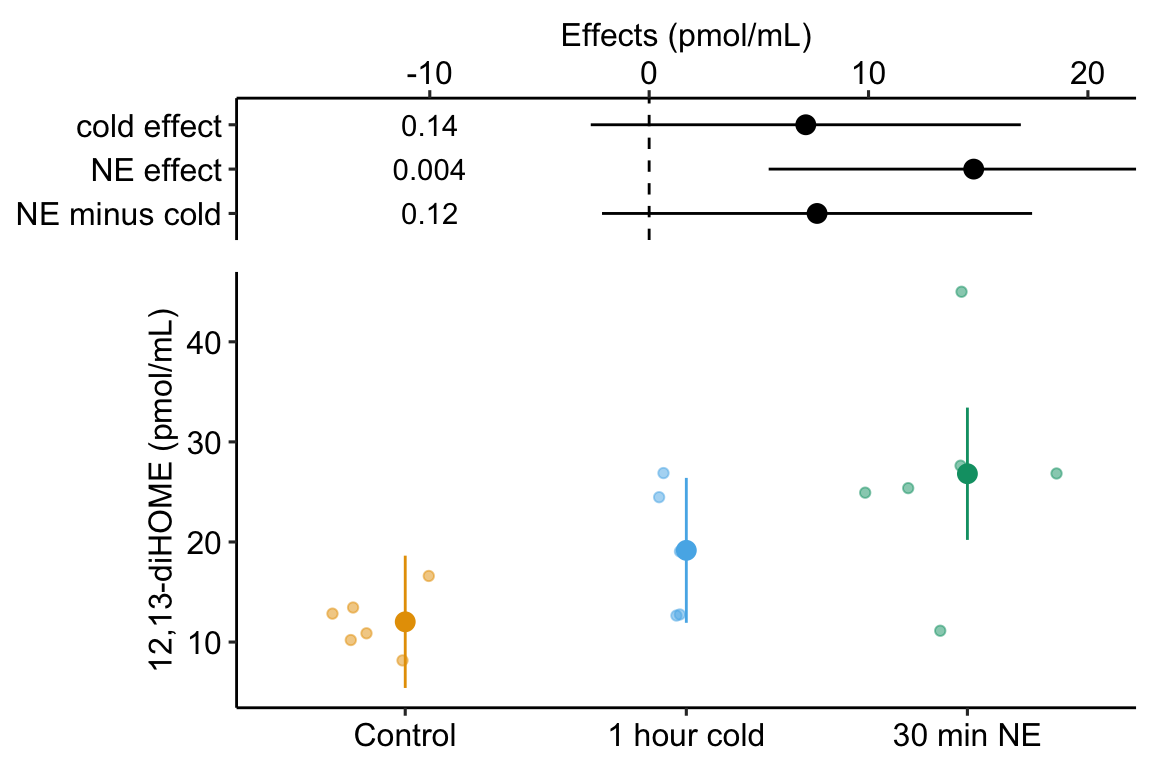 Effects (pmol/mL)
-10 0 10 20
cold effect 0.14
NE effect 0.004
NE minus cold 0.12
12,13-diHOME (pmol/mL)
40
30
20
10
Control 1 hour cold 30 min NE